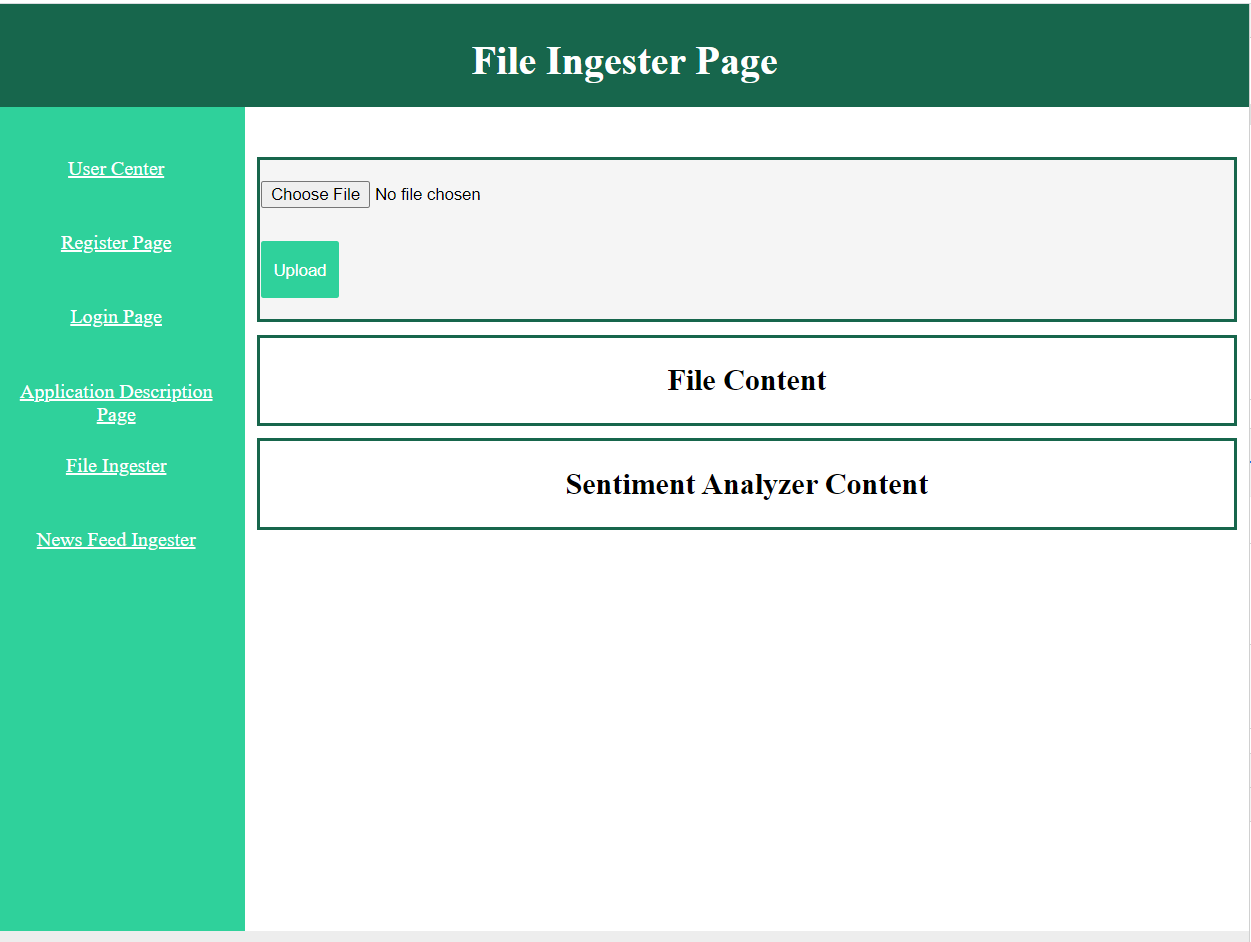 File Ingester Page
User Center
Register Page
Login Page
Application Description
Page
File Ingester
News Feed Ingester
Choose File No file chosen
Upload
File Content
Sentiment Analyzer Content